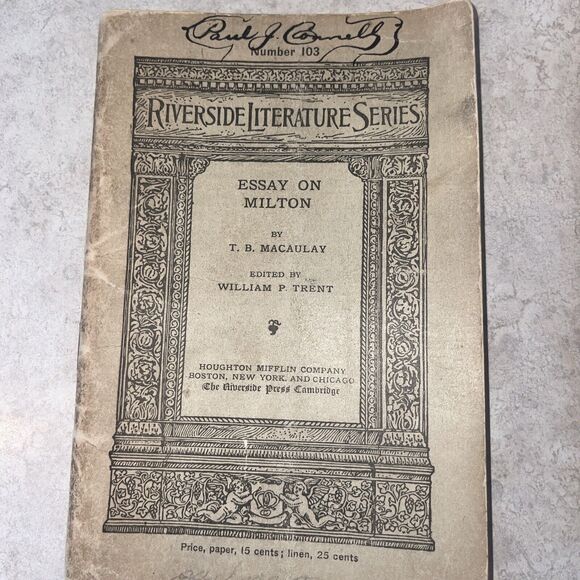 Paul J. Connell
Number 103
RIVERSIDE LITERATURE SERIES
ESSAY ON
MILTON
BY
T. B. MACAULAY
EDITED BY
WILLIAM P. TRENT
HOUGHTON MIFFLIN COMPANY
BOSTON, NEW YORK, AND CHICAGO
The Riverside Press Cambridge
Price, paper, 15 cents; linen, 25 cents